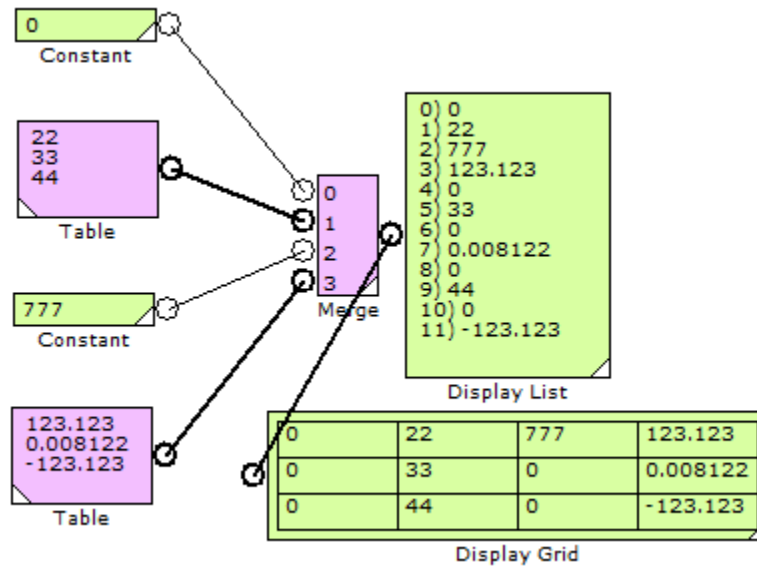 0
Constant
22
33
44
Table
777
Constant
123.123
0.008122
-123.123
Table
0
1
2
3
Merge
0) 0
1) 22
2) 777
3) 123.123
4) 0
5) 33
6) 0
7) 0.008122
8) 0
9) 44
10) 0
11) -123.123
Display List
0 22 777 123.123
0 33 0 0.008122
0 44 0 -123.123
Display Grid